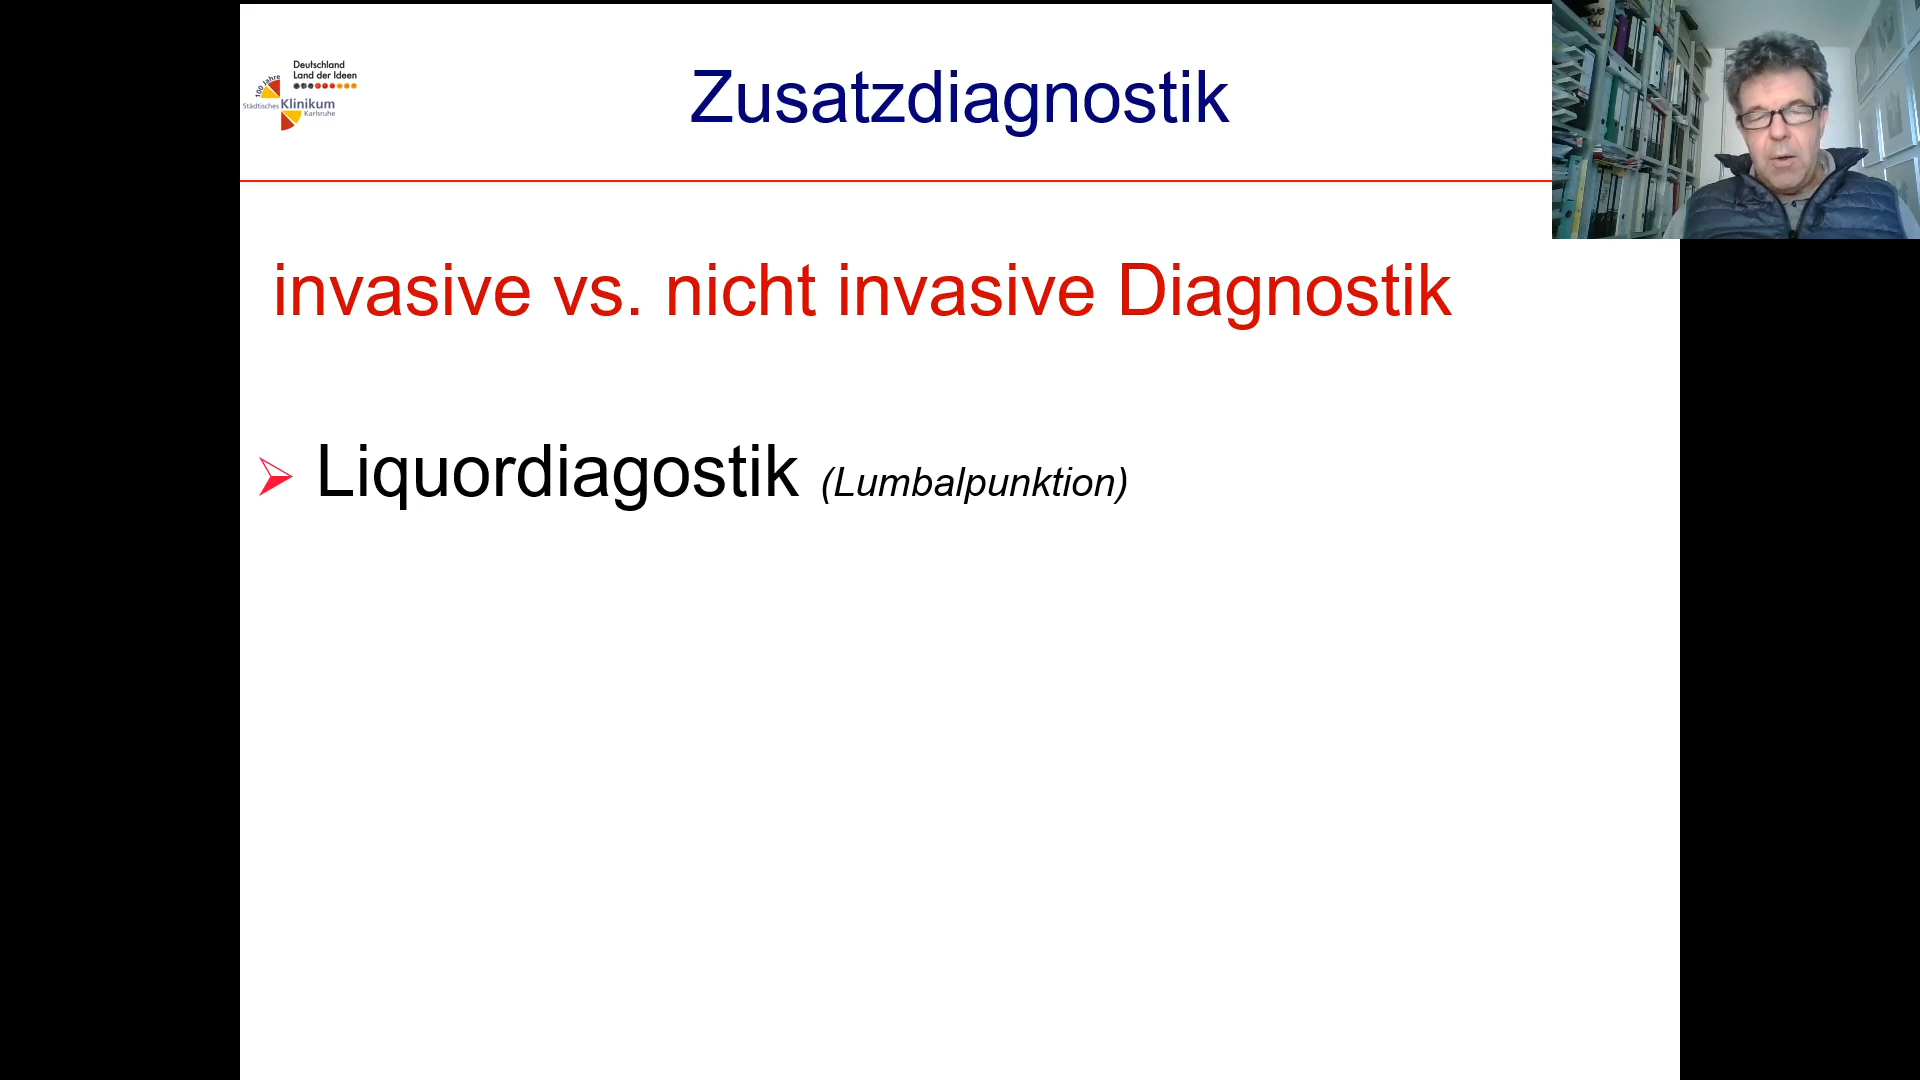 Deutschland
Land der Ideen
100 Jahre
Städtisches Klinikum
Karlsruhe
Zusatzdiagnostik
invasive vs. nicht invasive Diagnostik
Liquordiagostik (Lumbalpunktion)